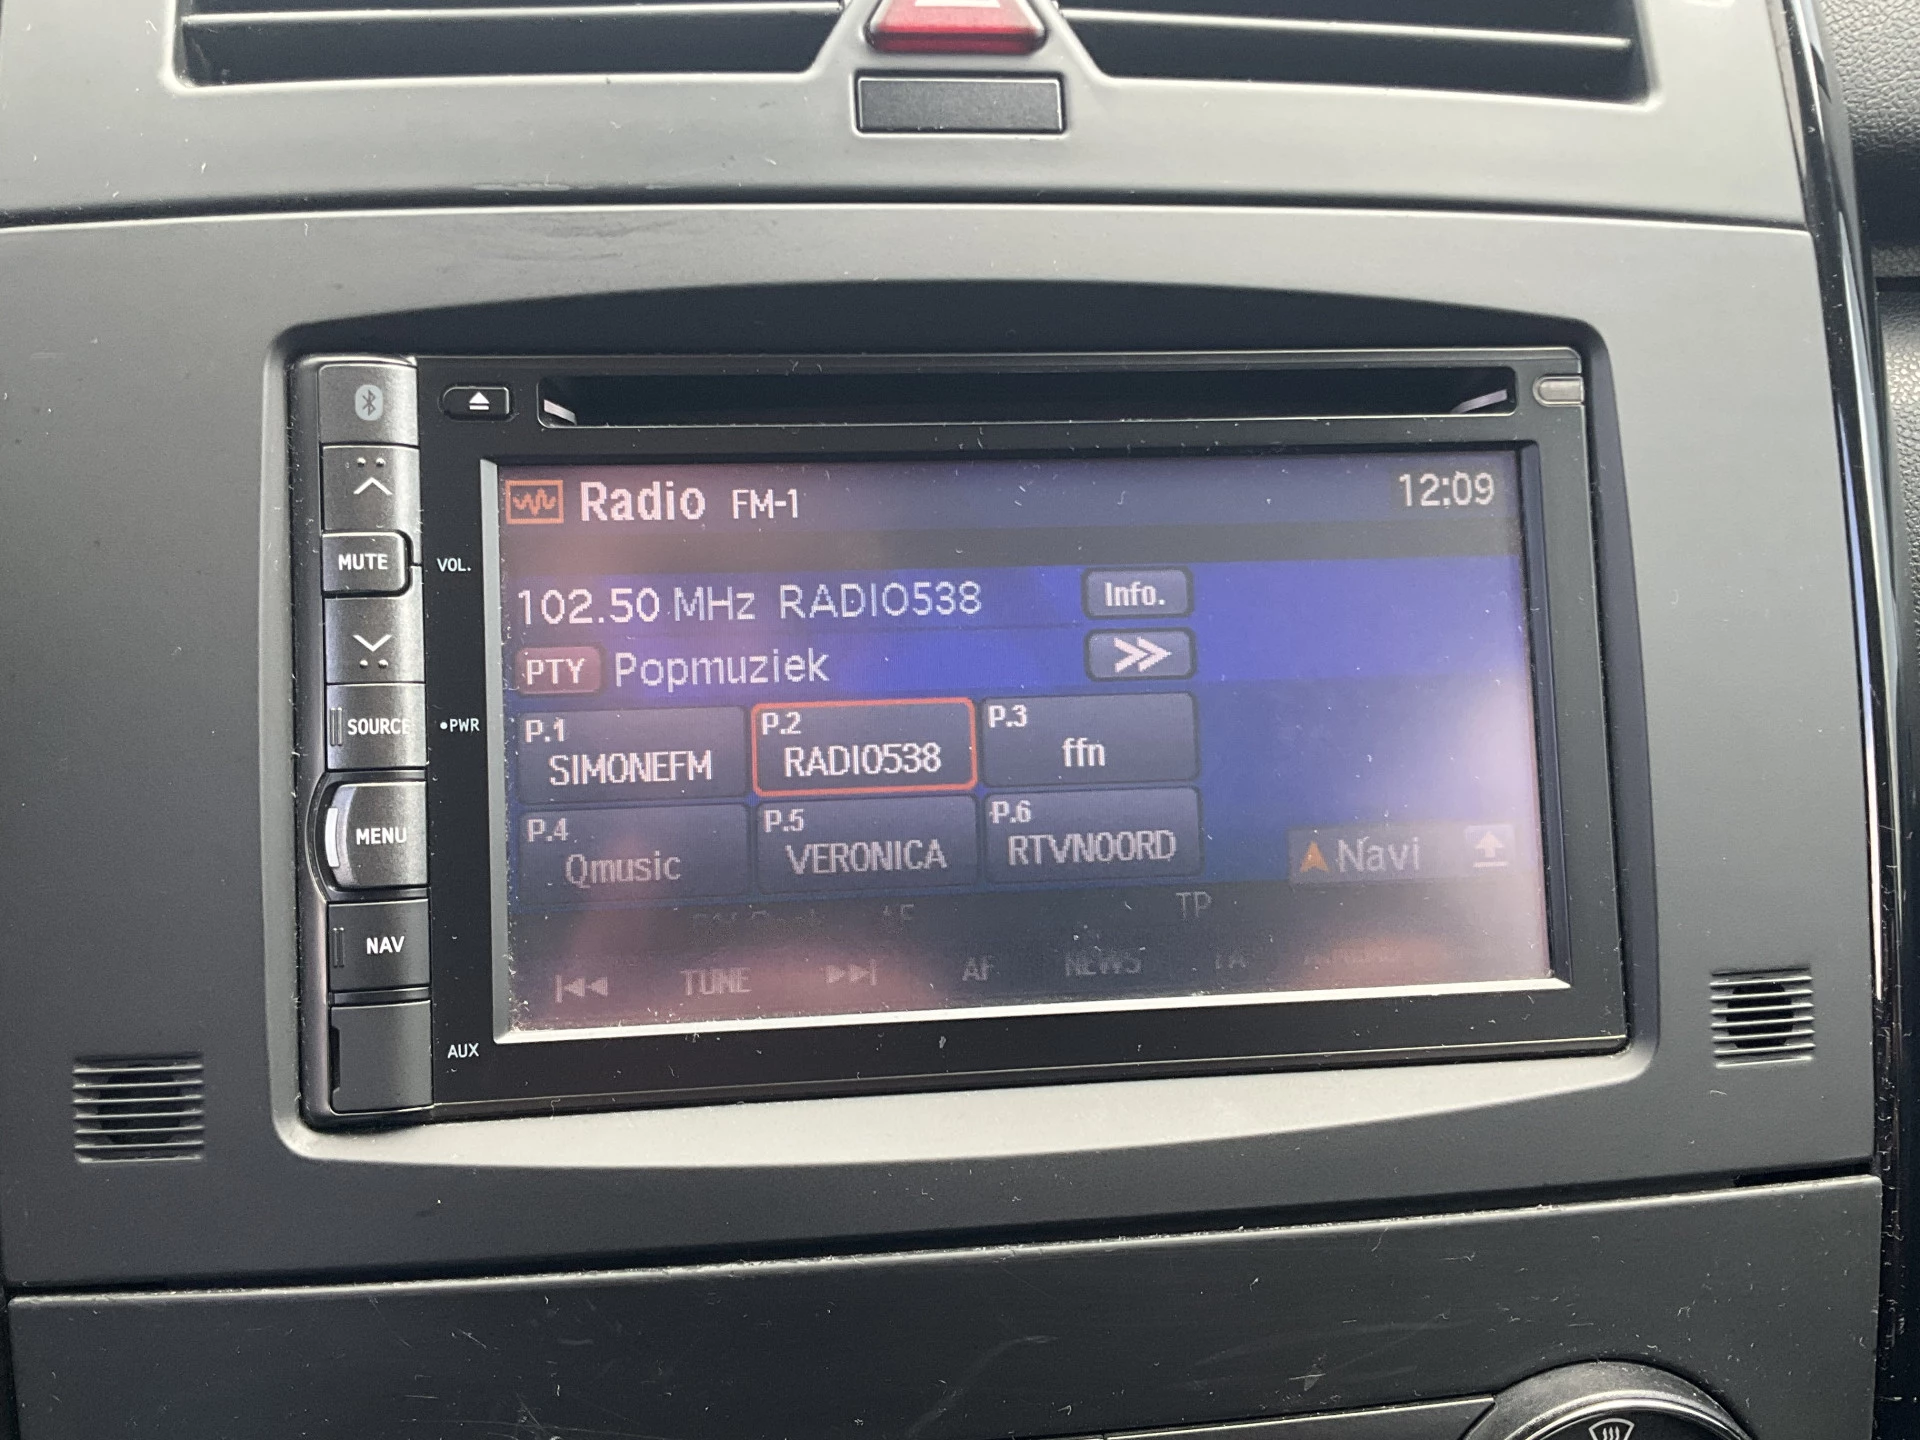 Radio FM-1 12:09
102.50 MHz RADIO538 Info.
PTY Popmuziek
P.1 SIMONEFM
P.2 RADIO538
P.3 ffn
P.4 Qmusic
P.5 VERONICA
P.6 RTVNOORD
Navi
TP
TUNE AF NEWS
MUTE
VOL.
SOURCE
•PWR
MENU
NAV
AUX